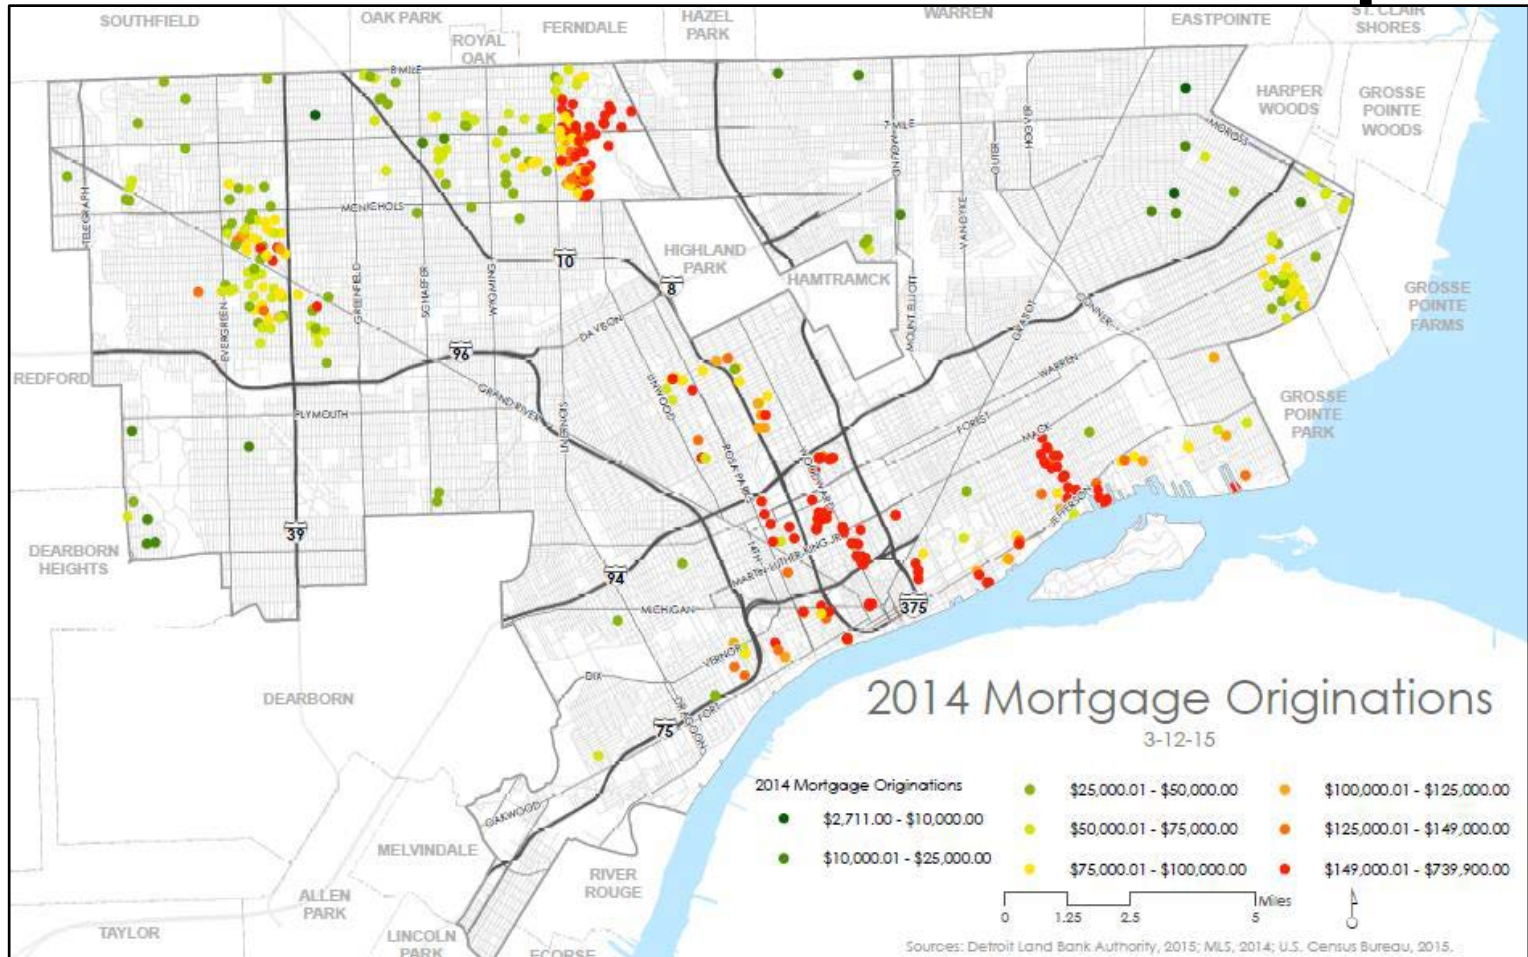 SOUTHFIELD
OAK PARK
ROYAL
OAK
FERNDALE
HAZEL
PARK
WARREN
EASTPOINTE
ST. CLAIR
SHORES
8 MILE
HARPER
WOODS
GROSSE
POINTE
WOODS
7 MILE
MOUND
OUTER
HOOVER
MOROSS
TELEGRAPH
MCNICHOLS
VAN DYKE
HIGHLAND
PARK
HAMTRAMCK
10
8
EVERGREEN
GREENFIELD
SCHAEFER
WYOMING
DAVISON
MOUNT ELLIOTT
GRATIOT
CONNER
GROSSE
POINTE
FARMS
96
REDFORD
GRAND RIVER
LINWOOD
WARREN
PLYMOUTH
LIVERNOIS
FOREST
MACK
GROSSE
POINTE
PARK
ROSA PARKS
WOODWARD
39
JEFFERSON
DEARBORN
HEIGHTS
14TH
MARTIN LUTHER KING JR
94
MICHIGAN
375
VERNOR
DIX
DEARBORN
DRAGOON
FORT
75
OAKWOOD
MELVINDALE
RIVER
ROUGE
ALLEN
PARK
TAYLOR
LINCOLN
PARK
ECORSE
2014 Mortgage Originations
3-12-15
2014 Mortgage Originations
$2,711.00 - $10,000.00
$10,000.01 - $25,000.00
$25,000.01 - $50,000.00
$50,000.01 - $75,000.00
$75,000.01 - $100,000.00
$100,000.01 - $125,000.00
$125,000.01 - $149,000.00
$149,000.01 - $739,900.00
Miles
0 1.25 2.5 5
Sources: Detroit Land Bank Authority, 2015; MLS, 2014; U.S. Census Bureau, 2015.